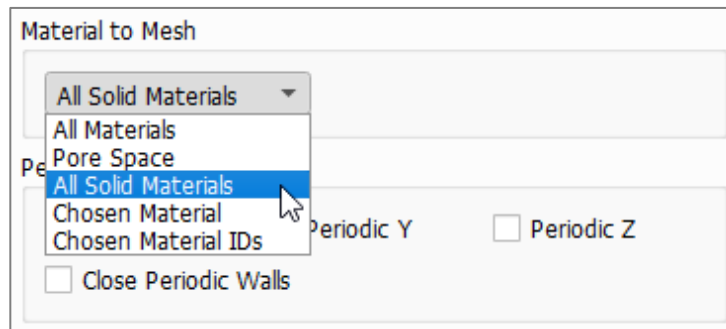 Material to Mesh
All Solid Materials
All Materials
Pore Space
Pe
All Solid Materials
Chosen Material
Chosen Material IDs
Periodic Y
Periodic Z
Close Periodic Walls